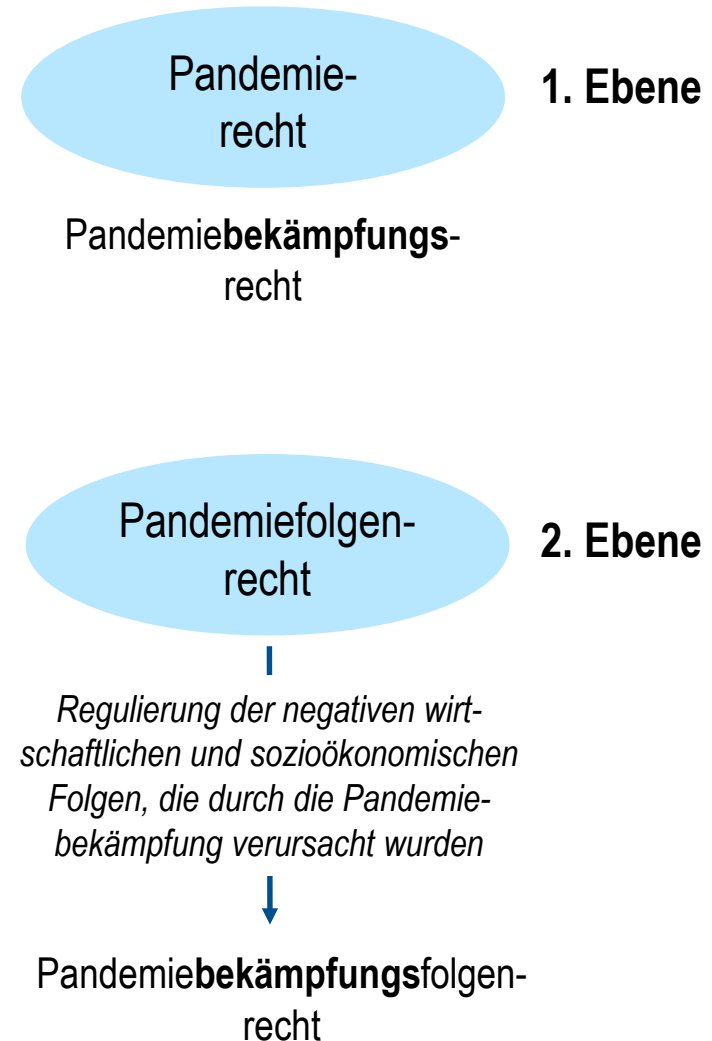 Pandemie-
recht
1. Ebene
Pandemiebekämpfungs-
recht
Pandemiefolgen-
recht
2. Ebene
Regulierung der negativen wirt-
schaftlichen und sozioökonomischen
Folgen, die durch die Pandemie-
bekämpfung verursacht wurden
Pandemiebekämpfungsfolgen-
recht